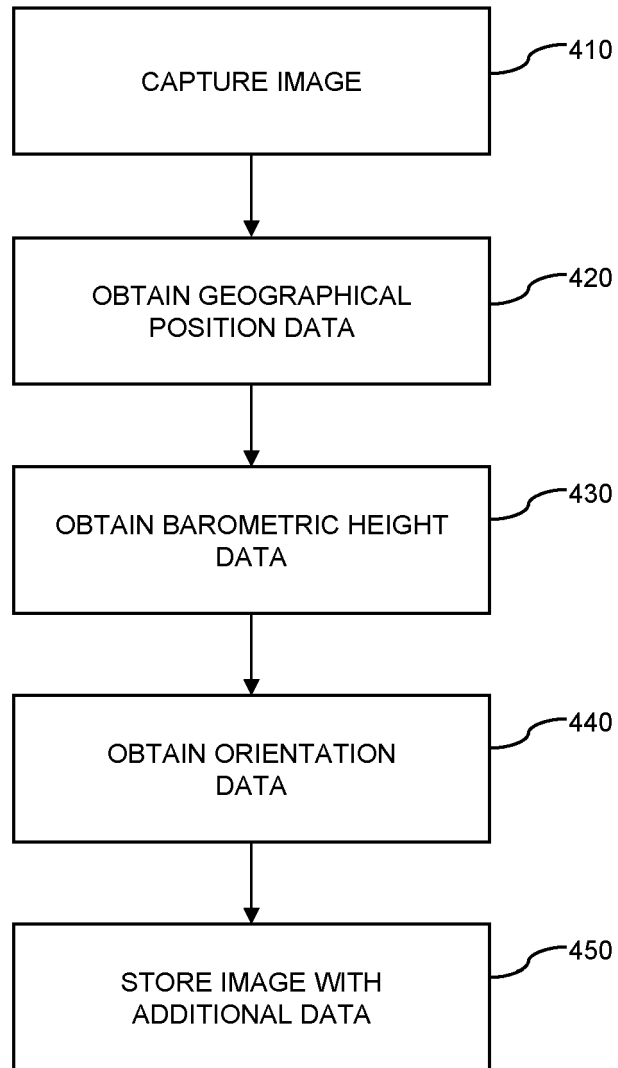 CAPTURE IMAGE
410
OBTAIN GEOGRAPHICAL
POSITION DATA
420
OBTAIN BAROMETRIC HEIGHT
DATA
430
OBTAIN ORIENTATION
DATA
440
STORE IMAGE WITH
ADDITIONAL DATA
450